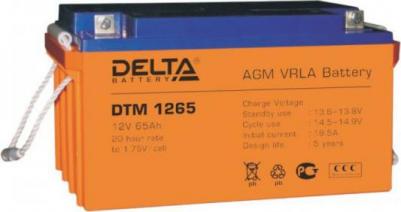 DELTA
BATTERY
AGM VRLA Battery
DTM 1265
12V 65Ah
20 hour rate
to 1.75V/cell
Charge Voltage
Standby use : 13.6-13.8V
Cycle use : 14.5-14.9V
Initial current : 19.5A
Design life : 5 years
pb
pb